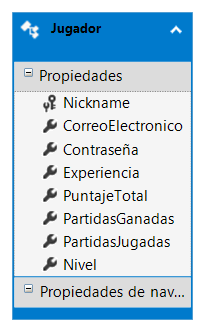 Jugador
Propiedades
Nickname
CorreoElectronico
Contraseña
Experiencia
PuntajeTotal
PartidasGanadas
PartidasJugadas
Nivel
Propiedades de nav...